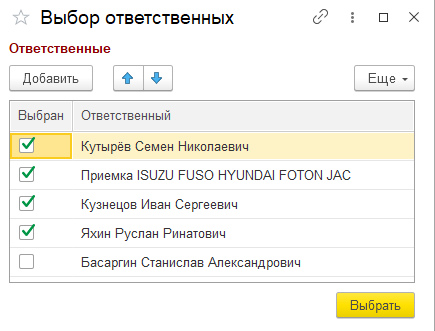 Выбор ответственных
Ответственные
Добавить
Еще
Выбран Ответственный
Кутырёв Семен Николаевич
Приемка ISUZU FUSO HYUNDAI FOTON JAC
Кузнецов Иван Сергеевич
Яхин Руслан Ринатович
Басаргин Станислав Александрович
Выбрать